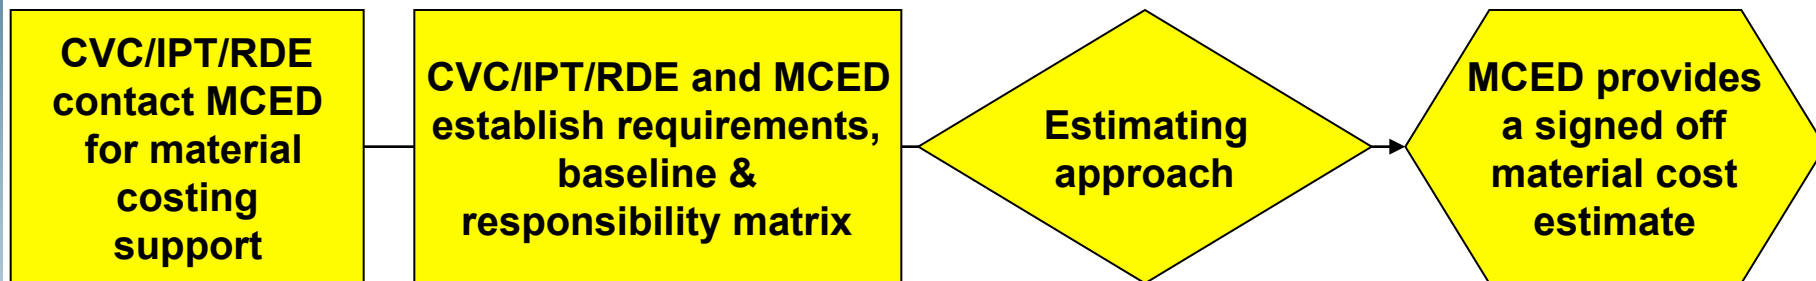 CVC/IPT/RDE
contact MCED
for material
costing
support
CVC/IPT/RDE and MCED
establish requirements,
baseline &
responsibility matrix
Estimating
approach
MCED provides
a signed off
material cost
estimate